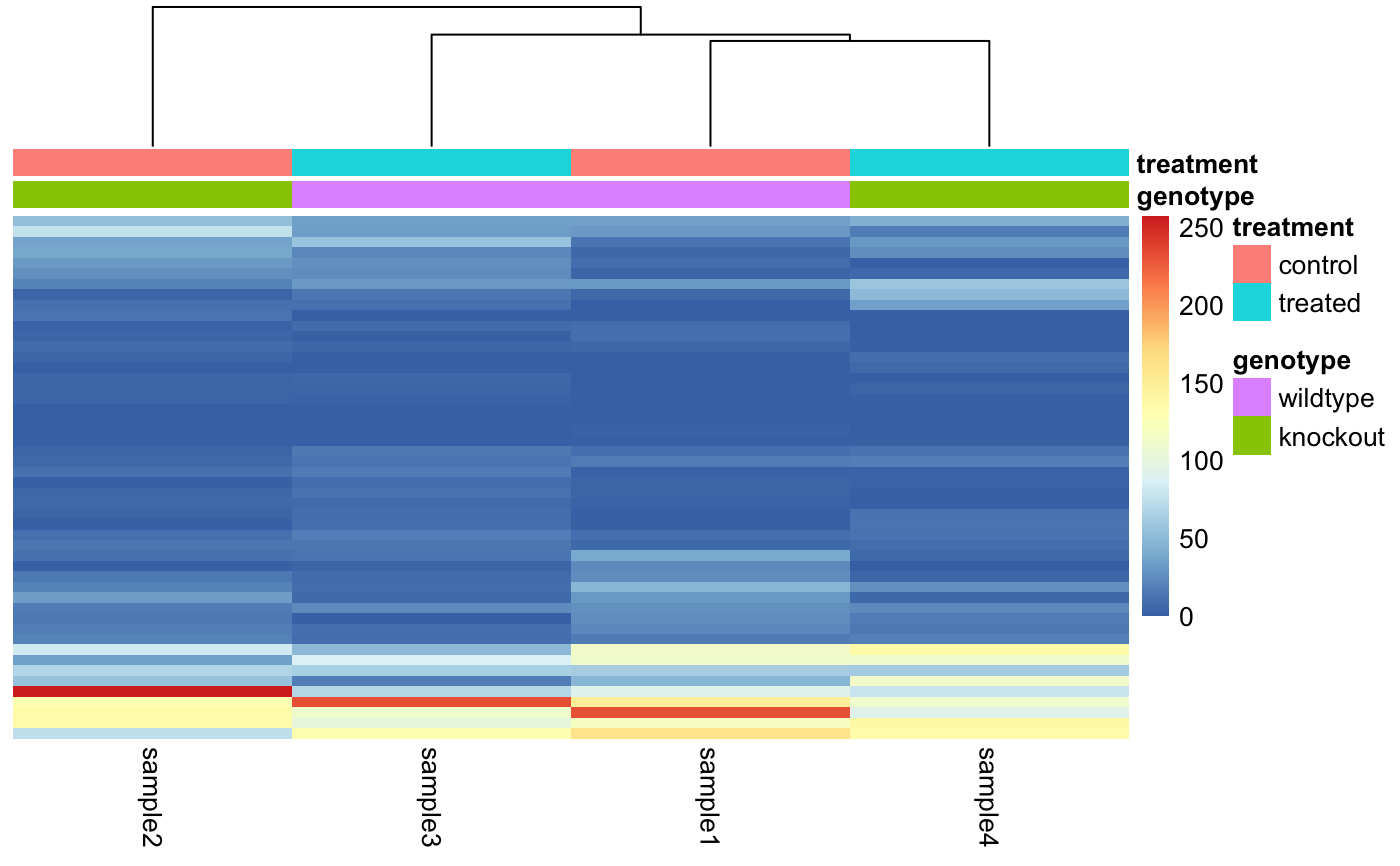 treatment
genotype
250
200
150
100
50
0
treatment
control
treated
genotype
wildtype
knockout
sample2
sample3
sample1
sample4